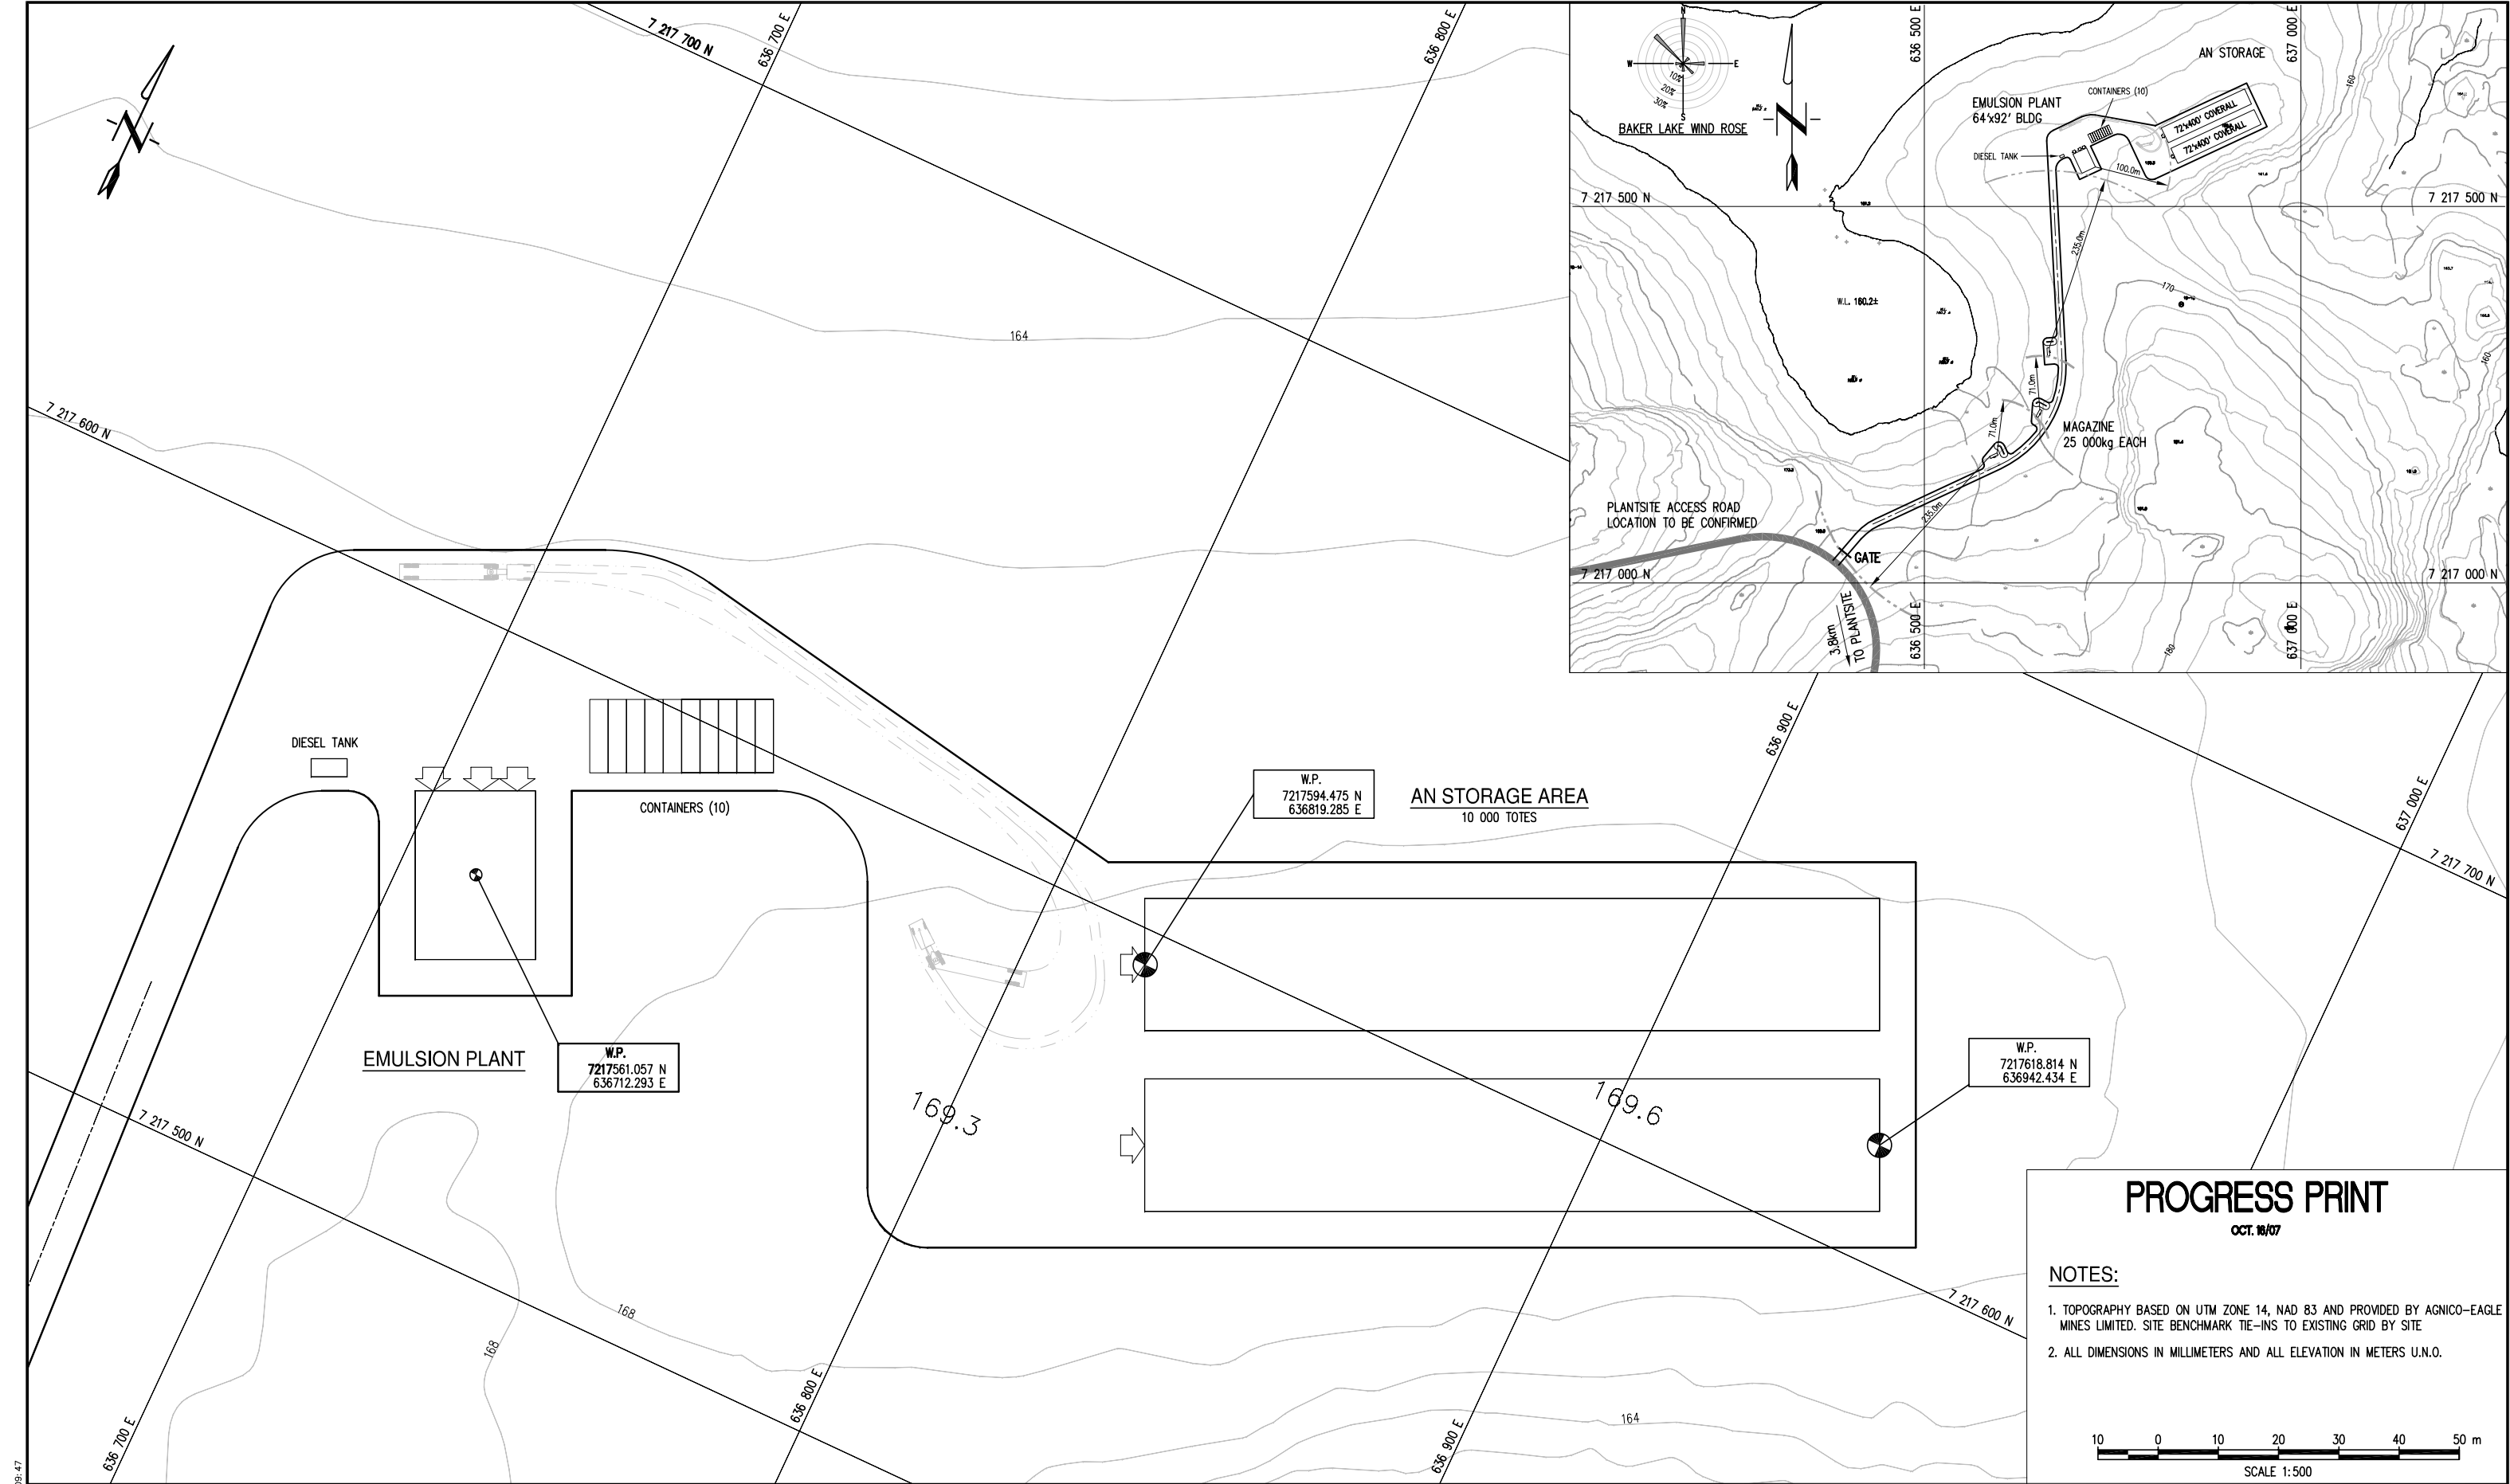 7 217 700 N
636 700 E
636 800 E
7 217 600 N
N
164
N
W
E
S
10%
20%
30%
BAKER LAKE WIND ROSE
N
636 500 E
637 000 E
AN STORAGE
160
CONTAINERS (10)
EMULSION PLANT
64'x92' BLDG
72'x400' COVERALL
72'x400' COVERALL
DIESEL TANK
100.0m
7 217 500 N
7 217 500 N
235.0m
170
W.L. 160.2±
160
71.0m
71.0m
MAGAZINE
25 000kg EACH
PLANTSITE ACCESS ROAD
LOCATION TO BE CONFIRMED
235.0m
GATE
7 217 000 N
7 217 000 N
3.8km
TO PLANTSITE
636 500 E
637 000 E
180
DIESEL TANK
CONTAINERS (10)
W.P.
7217594.475 N
636819.285 E
AN STORAGE AREA
10 000 TOTES
636 900 E
637 000 E
7 217 700 N
EMULSION PLANT
W.P.
7217561.057 N
636712.293 E
W.P.
7217618.814 N
636942.434 E
169.3
169.6
7 217 500 N
168
168
7 217 600 N
636 700 E
636 800 E
636 900 E
164
PROGRESS PRINT
OCT. 16/07
NOTES:
1. TOPOGRAPHY BASED ON UTM ZONE 14, NAD 83 AND PROVIDED BY AGNICO-EAGLE
MINES LIMITED. SITE BENCHMARK TIE-INS TO EXISTING GRID BY SITE
2. ALL DIMENSIONS IN MILLIMETERS AND ALL ELEVATION IN METERS U.N.O.
10 0 10 20 30 40 50 m
SCALE 1:500